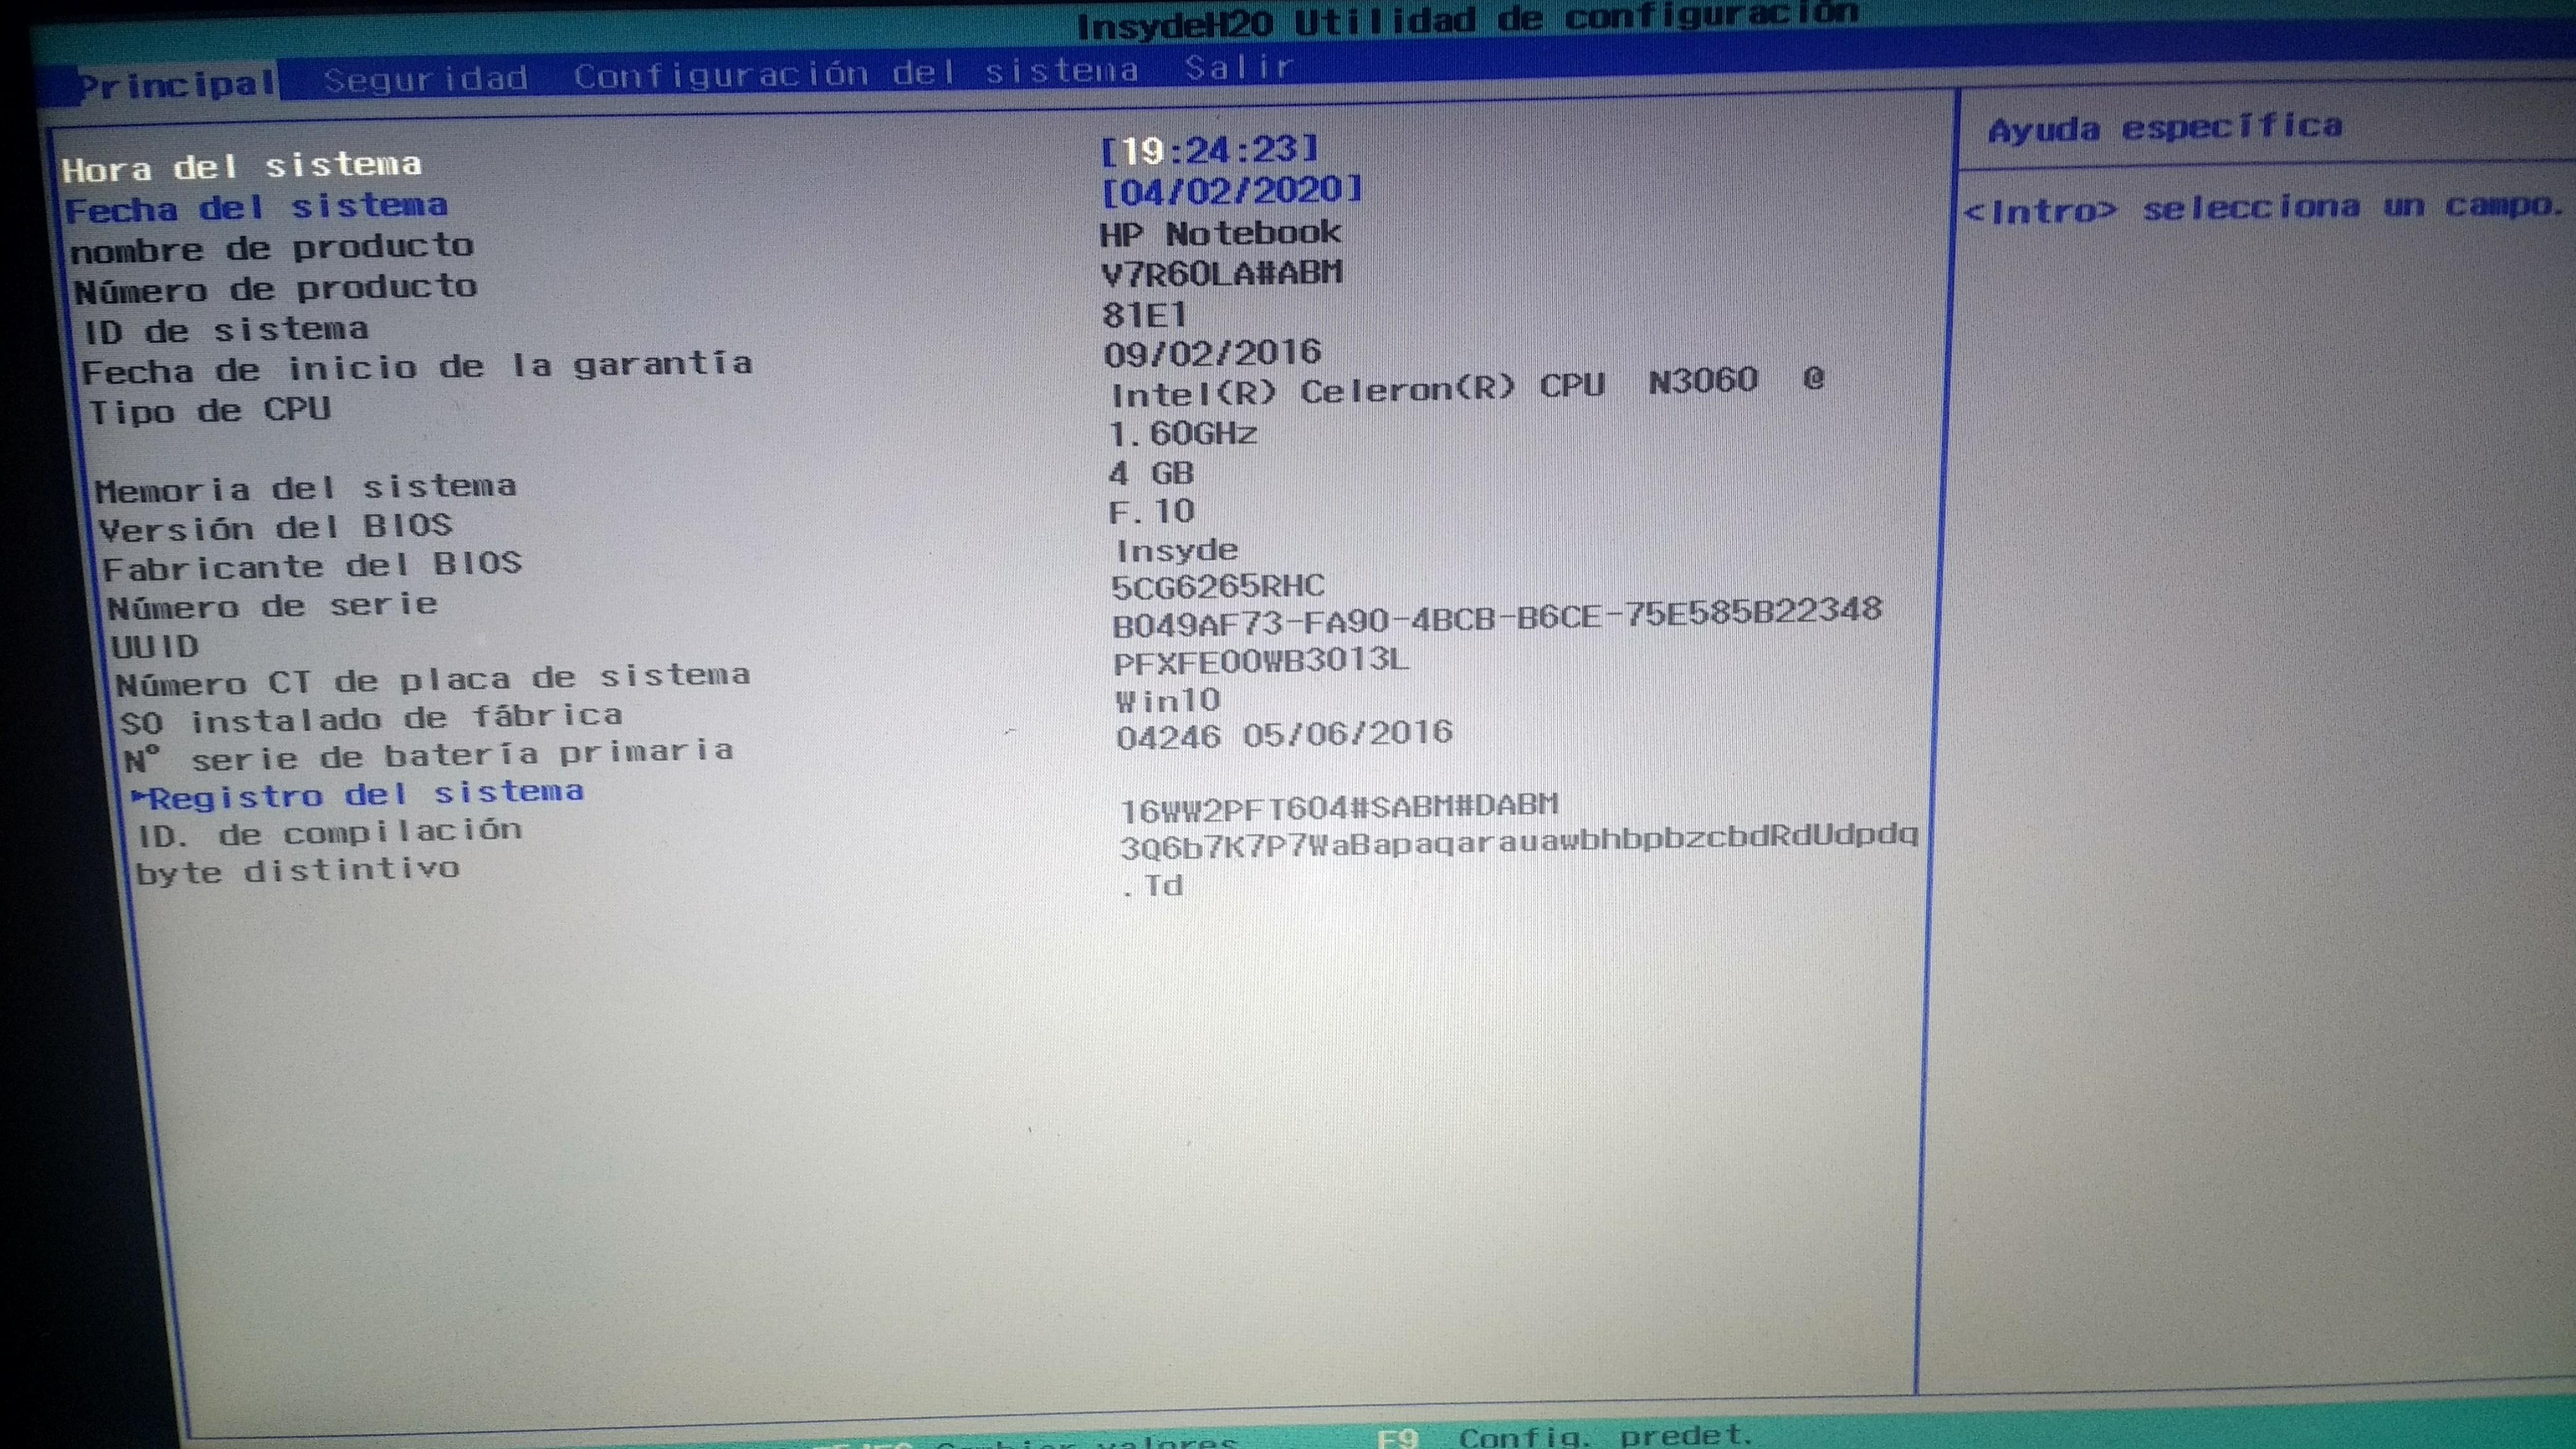 InsydeH20 Utilidad de configuración
Principal Seguridad Configuración del sistema Salir
Hora del sistema [19:24:23]
Fecha del sistema [04/02/2020]
nombre de producto HP Notebook
Número de producto V7R60LA#ABM
ID de sistema 81E1
Fecha de inicio de la garantía 09/02/2016
Tipo de CPU Intel(R) Celeron(R) CPU N3060 @
1.60GHz
Memoria del sistema 4 GB
Versión del BIOS F.10
Fabricante del BIOS Insyde
Número de serie 5CG6265RHC
UUID B049AF73-FA90-4BCB-B6CE-75E585B22348
Número CT de placa de sistema PFXFE00WB3013L
SO instalado de fábrica Win10
Nº serie de batería primaria 04246 05/06/2016
►Registro del sistema
ID. de compilación 16WW2PFT604#SABM#DABM
byte distintivo 3Q6b7K7P7WaBapaqarauawbhbpbzcbdRdUdpdq
.Td
Ayuda específica
<Intro> selecciona un campo.
Cambiar valores F9 Config. predet.